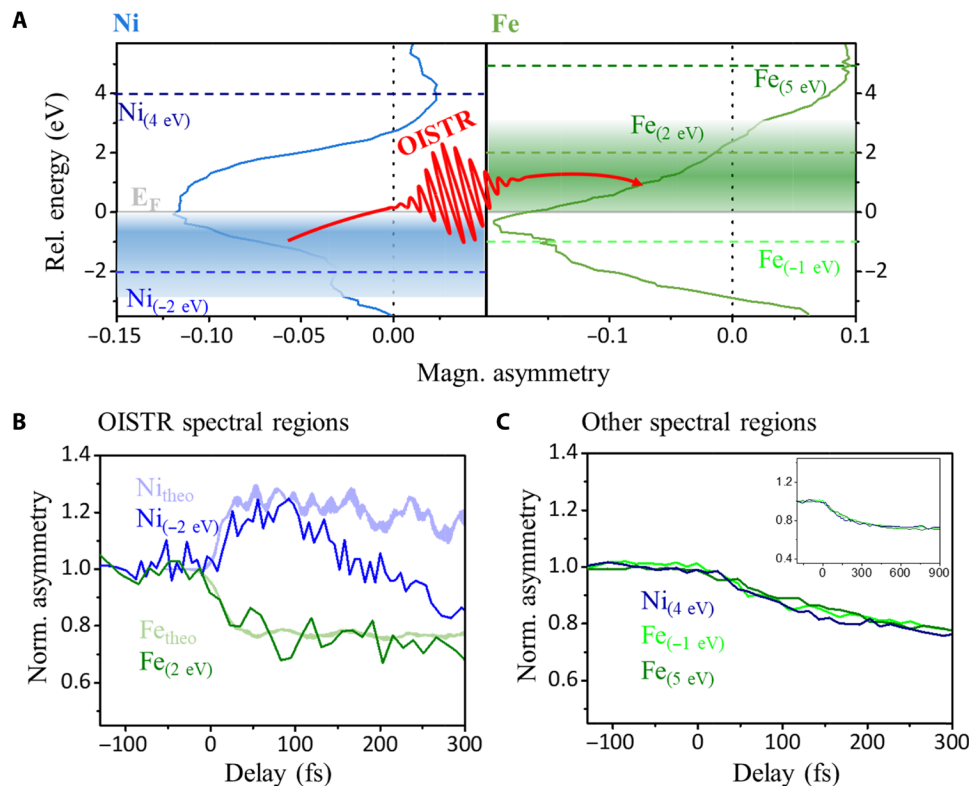 A
Ni
Fe
Rel. energy (eV)
4
2
0
−2
Ni(4 eV)
EF
Ni(−2 eV)
OISTR
Fe(5 eV)
Fe(2 eV)
Fe(−1 eV)
4
2
0
−2
−0.15
−0.10
−0.05
0.00
−0.1
0.0
0.1
Magn. asymmetry
B
OISTR spectral regions
Norm. asymmetry
1.4
1.2
1.0
0.8
0.6
Nitheo
Ni(−2 eV)
Fetheo
Fe(2 eV)
−100
0
100
200
300
Delay (fs)
C
Other spectral regions
Norm. asymmetry
1.4
1.2
1.0
0.8
0.6
1.2
0.8
0.4
0
300
600
900
Ni(4 eV)
Fe(−1 eV)
Fe(5 eV)
−100
0
100
200
300
Delay (fs)